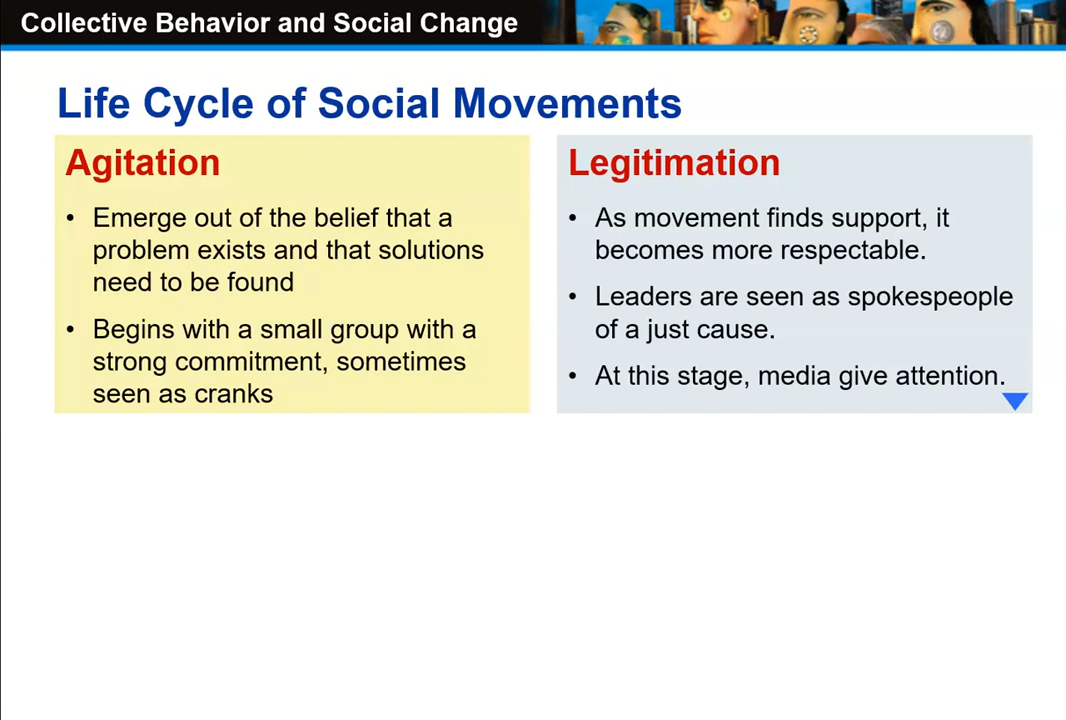 Collective Behavior and Social Change
Life Cycle of Social Movements
Agitation
• Emerge out of the belief that a
problem exists and that solutions
need to be found
• Begins with a small group with a
strong commitment, sometimes
seen as cranks
Legitimation
• As movement finds support, it
becomes more respectable.
• Leaders are seen as spokespeople
of a just cause.
• At this stage, media give attention.